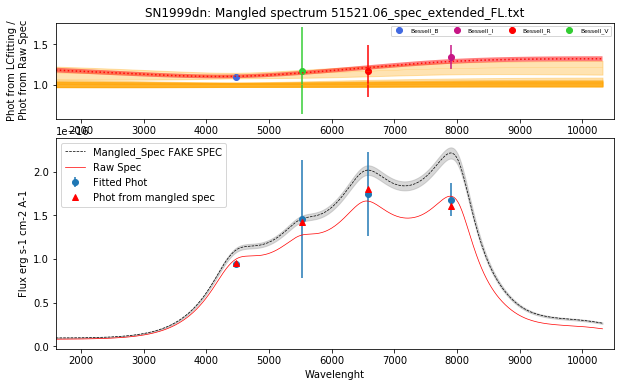 SN1999dn: Mangled spectrum 51521.06_spec_extended_FL.txt
Phot from LCfitting /
Phot from Raw Spec
1.5
1.0
Bessell_B
Bessell_I
Bessell_R
Bessell_V
2000 3000 4000 5000 6000 7000 8000 9000 10000
1e−16
Flux erg s-1 cm-2 A-1
2.0
1.5
1.0
0.5
0.0
Mangled_Spec FAKE SPEC
Raw Spec
Fitted Phot
Phot from mangled spec
2000 3000 4000 5000 6000 7000 8000 9000 10000
Wavelenght